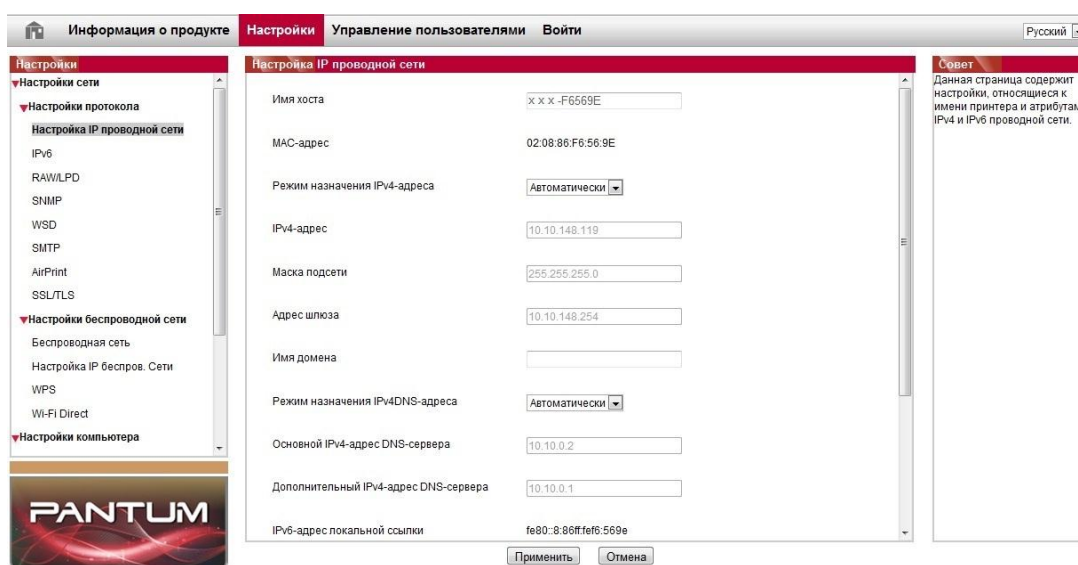 Информация о продукте Настройки Управление пользователями Войти Русский
Настройки
Настройки сети
Настройки протокола
Настройка IP проводной сети
IPv6
RAW/LPD
SNMP
WSD
SMTP
AirPrint
SSL/TLS
Настройки беспроводной сети
Беспроводная сеть
Настройка IP беспров. Сети
WPS
Wi-Fi Direct
Настройки компьютера
PANTUM
Настройка IP проводной сети
Имя хоста x x x -F6569E
MAC-адрес 02:08:86:F6:56:9E
Режим назначения IPv4-адреса Автоматически
IPv4-адрес 10.10.148.119
Маска подсети 255.255.255.0
Адрес шлюза 10.10.148.254
Имя домена
Режим назначения IPv4DNS-адреса Автоматически
Основной IPv4-адрес DNS-сервера 10.10.0.2
Дополнительный IPv4-адрес DNS-сервера 10.10.0.1
IPv6-адрес локальной ссылки fe80::8:86ff:fef6:569e
Применить Отмена
Совет
Данная страница содержит
настройки, относящиеся к
имени принтера и атрибутам
IPv4 и IPv6 проводной сети.